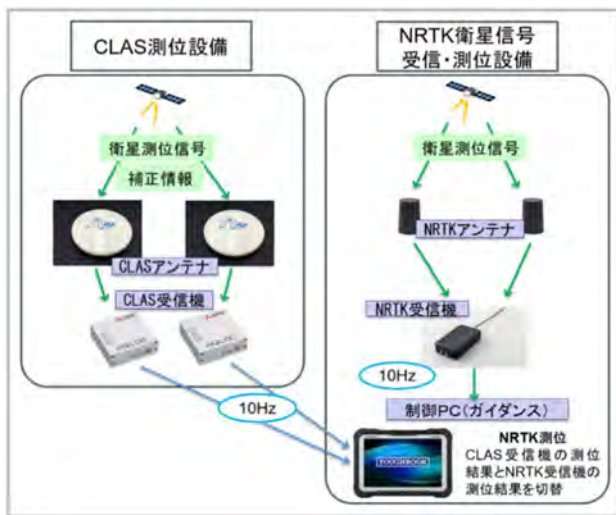 CLAS測位設備
NRTK衛星信号
受信・測位設備
衛星測位信号
補正情報
CLASアンテナ
CLAS受信機
10Hz
衛星測位信号
NRTKアンテナ
NRTK受信機
10Hz
制御PC(ガイダンス)
TOUGHBOOK
NRTK測位
CLAS受信機の測位
結果とNRTK受信機の
測位結果を切替